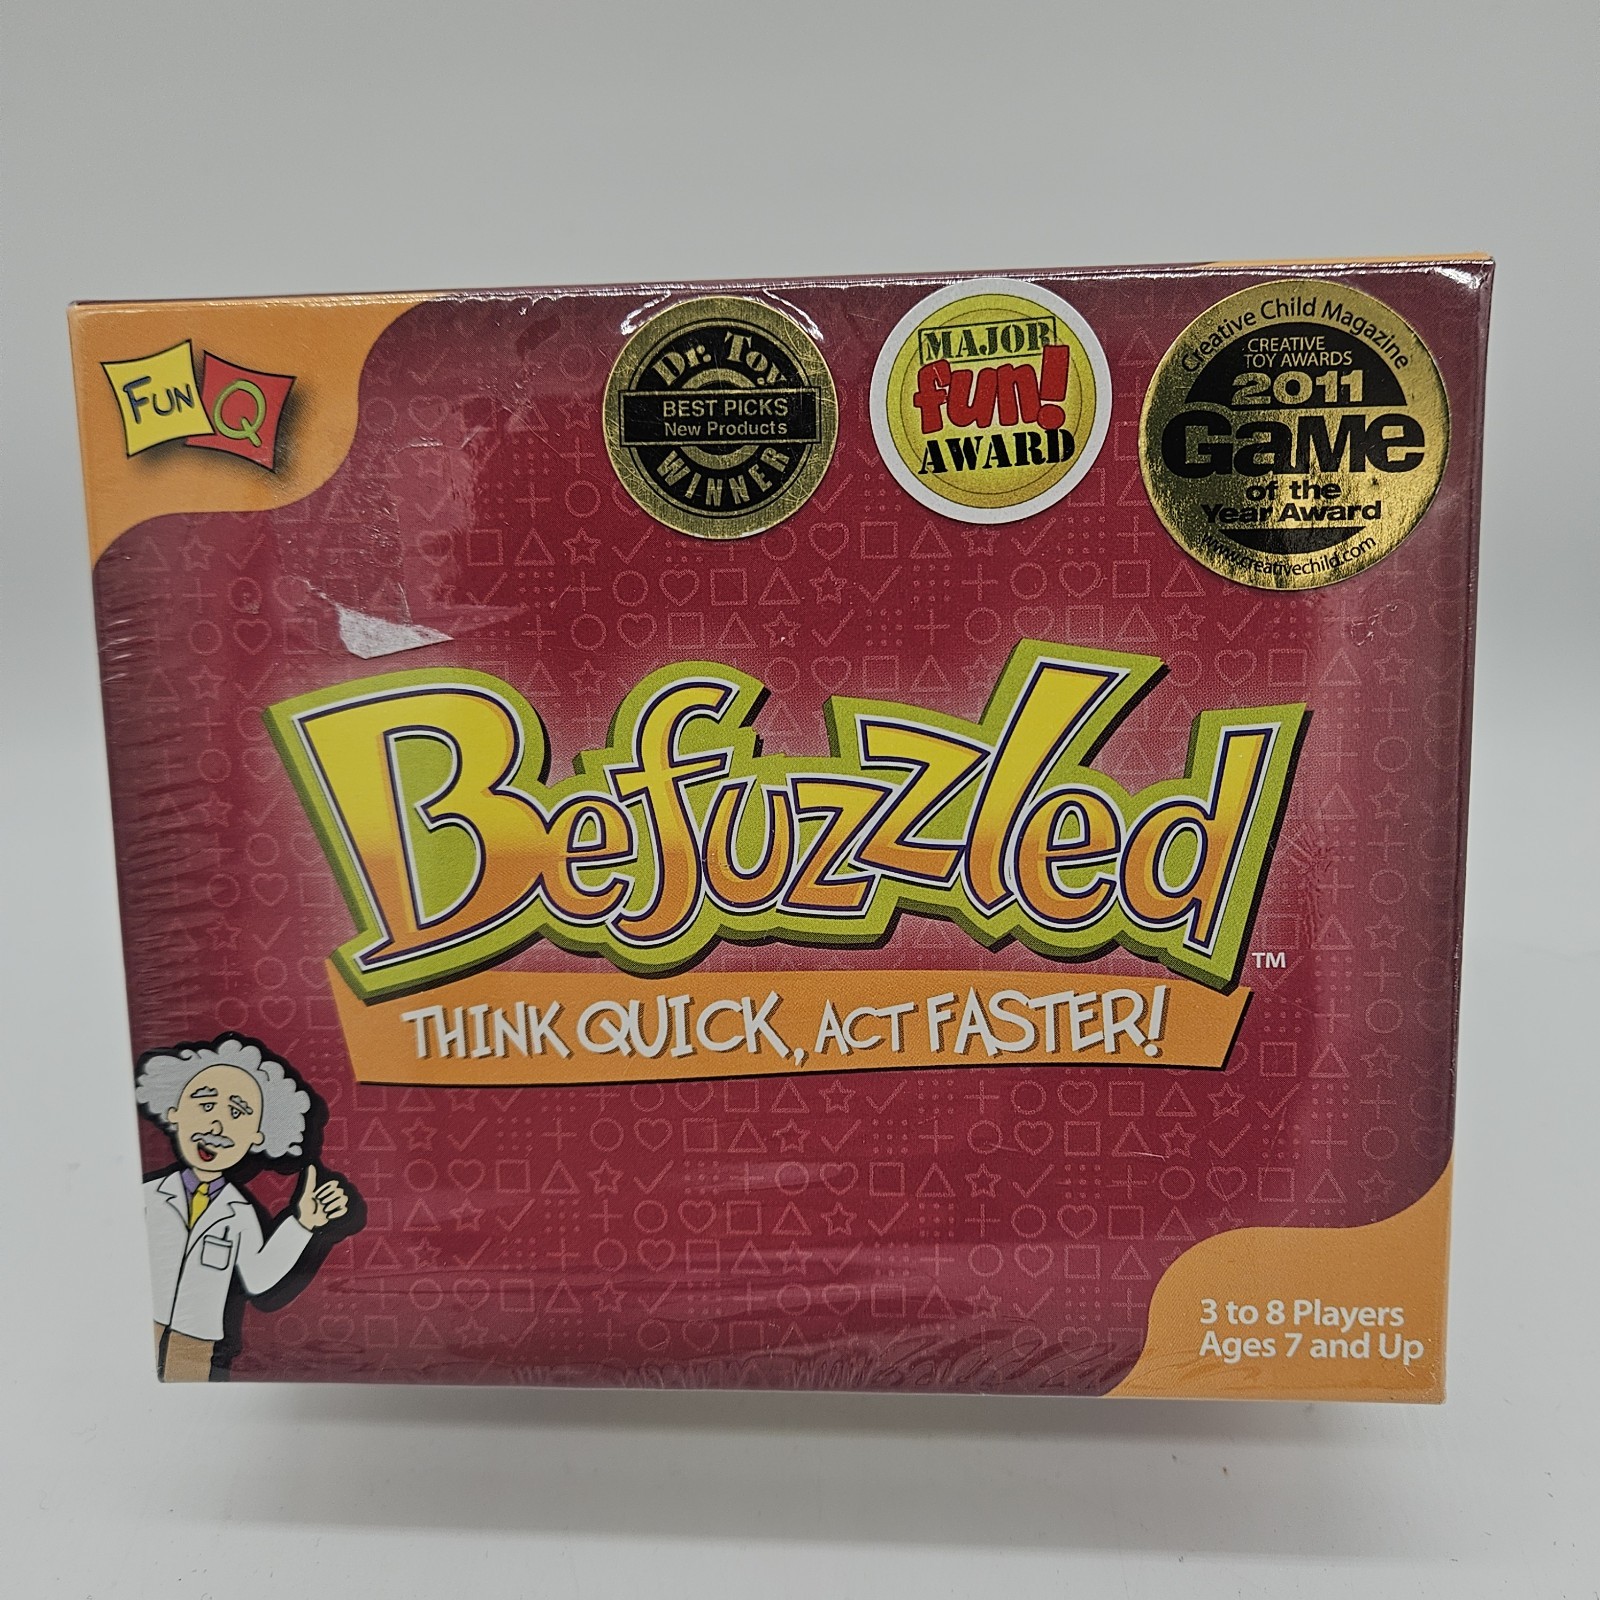 FUN Q
Dr. Toy
BEST PICKS
New Products
WINNER
MAJOR
fun!
AWARD
Creative Child Magazine
CREATIVE
TOY AWARDS
2011
GaMe
of the
Year Award
www.creativechild.com
Befuzzled
TM
THINK QUICK, ACT FASTER!
3 to 8 Players
Ages 7 and Up